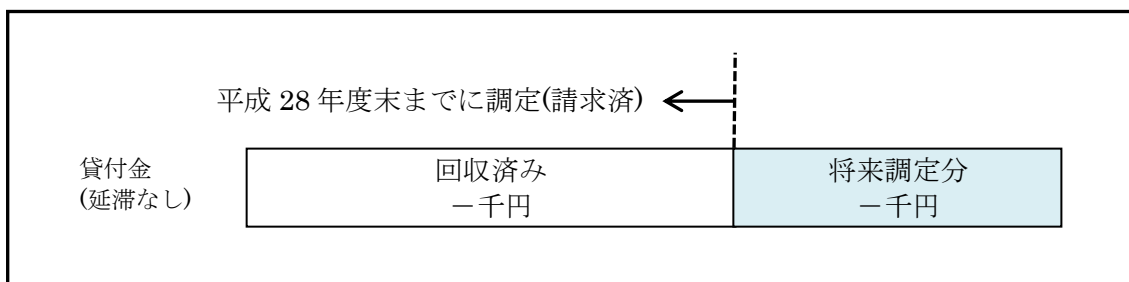 平成 28 年度末までに調定(請求済)
貸付金
(延滞なし)
回収済み
－千円
将来調定分
－千円